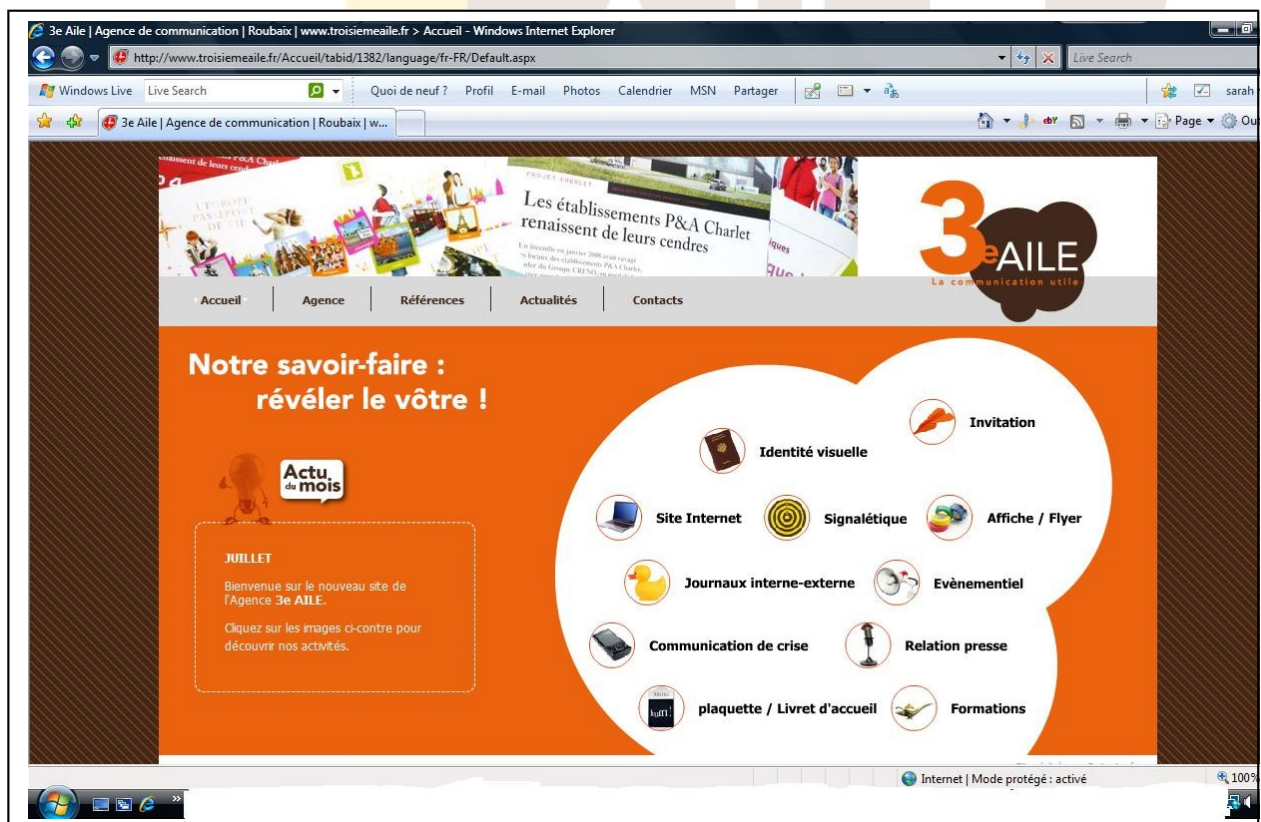 3e Aile | Agence de communication | Roubaix | www.troisiemeaile.fr > Accueil - Windows Internet Explorer
http://www.troisiemeaile.fr/Accueil/tabid/1382/language/fr-FR/Default.aspx
Live Search
Windows Live
Live Search
Quoi de neuf ?
Profil
E-mail
Photos
Calendrier
MSN
Partager
sarah
3e Aile | Agence de communication | Roubaix | w...
Page
Ou
L'EUROPE
PASSEPORT
DE VIE
PROJET CHARLET
Les établissements P&A Charlet
renaissent de leurs cendres
3eAILE
La communication utile
Accueil
Agence
Références
Actualités
Contacts
Notre savoir-faire :
révéler le vôtre !
Invitation
Identité visuelle
Actu
du mois
Site Internet
Signalétique
Affiche / Flyer
JUILLET
Bienvenue sur le nouveau site de
l'Agence 3e AILE.
Cliquez sur les images ci-contre pour
découvrir nos activités.
Journaux interne-externe
Evènementiel
Communication de crise
Relation presse
plaquette / Livret d'accueil
Formations
Internet | Mode protégé : activé
100%